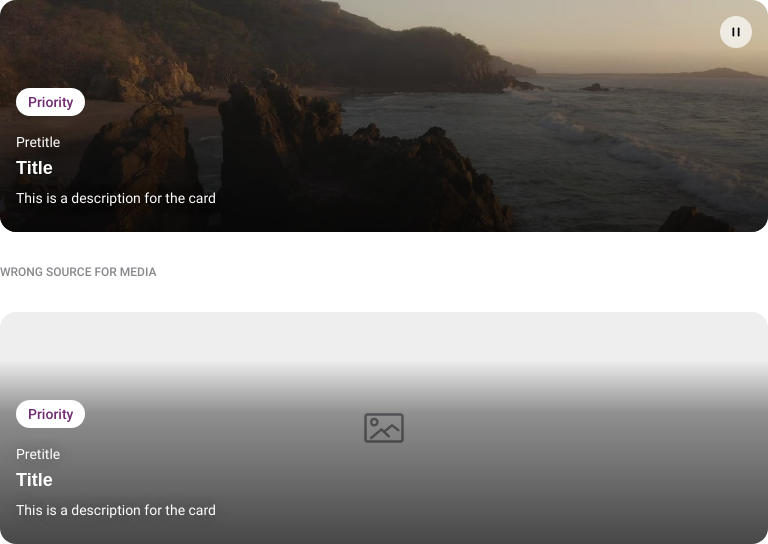 Priority
Pretitle
Title
This is a description for the card
WRONG SOURCE FOR MEDIA
Priority
Pretitle
Title
This is a description for the card